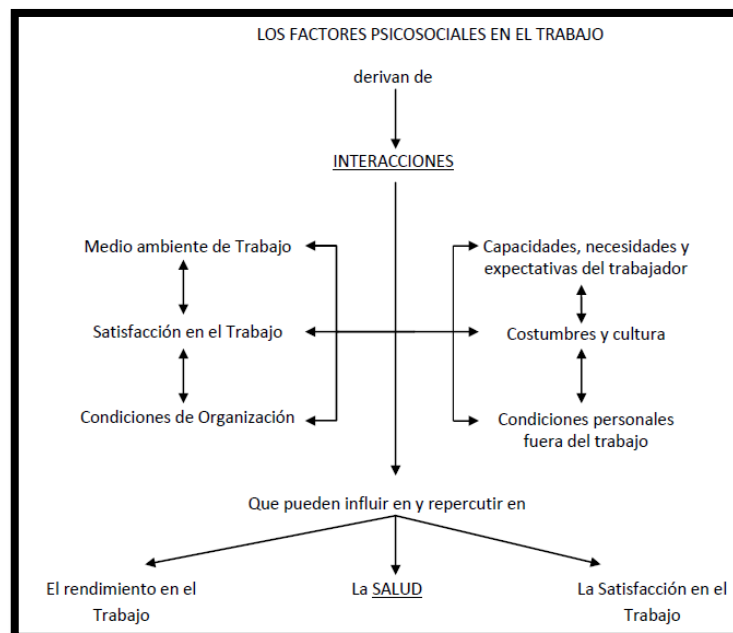 LOS FACTORES PSICOSOCIALES EN EL TRABAJO
derivan de
INTERACCIONES
Medio ambiente de Trabajo
Capacidades, necesidades y
expectativas del trabajador
Satisfacción en el Trabajo
Costumbres y cultura
Condiciones de Organización
Condiciones personales
fuera del trabajo
Que pueden influir en y repercutir en
El rendimiento en el
Trabajo
La SALUD
La Satisfacción en el
Trabajo